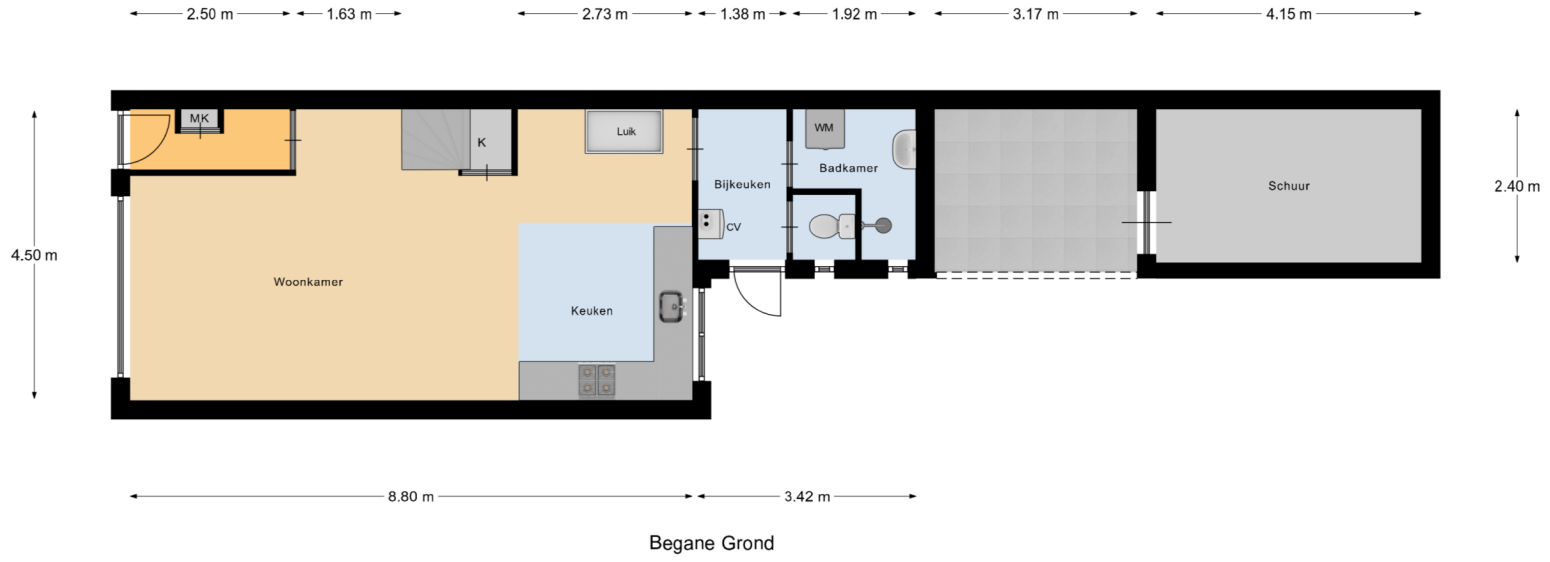 2.50 m
1.63 m
2.73 m
1.38 m
1.92 m
3.17 m
4.15 m
MK
K
Luik
WM
Badkamer
Bijkeuken
Schuur
2.40 m
CV
4.50 m
Woonkamer
Keuken
8.80 m
3.42 m
Begane Grond